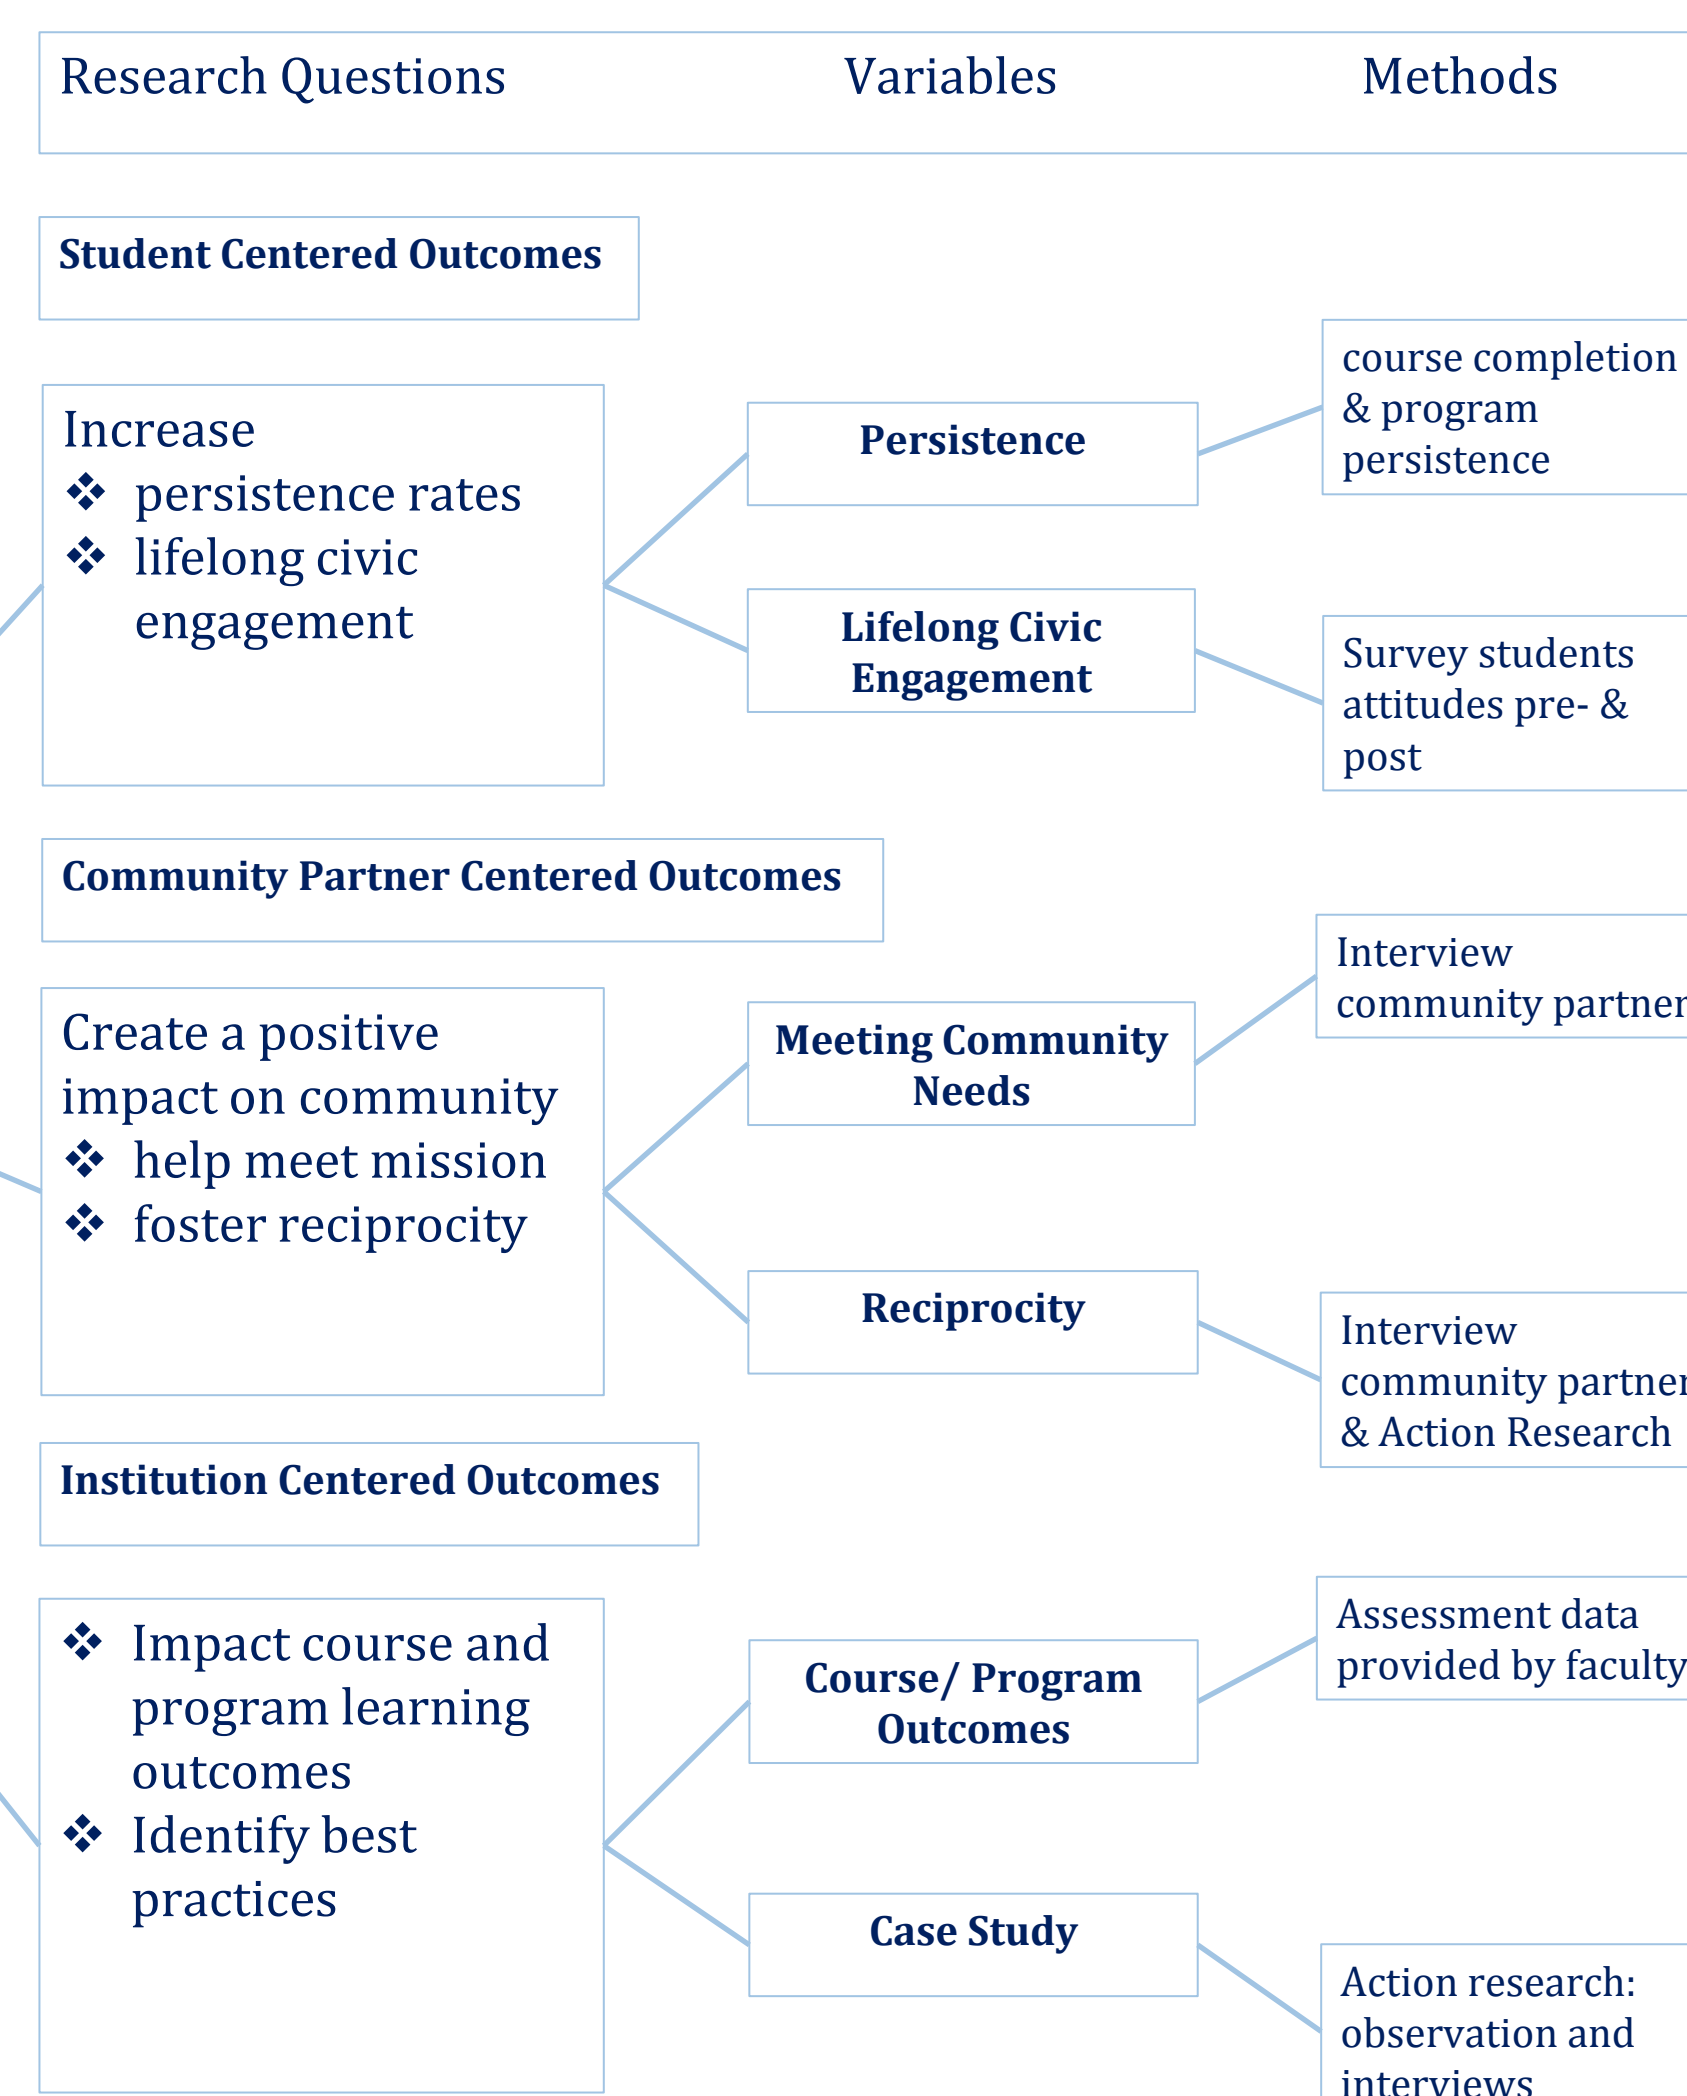 Research Questions Variables Methods
Student Centered Outcomes
Increase
❖ persistence rates
❖ lifelong civic
engagement
Persistence
course completion
& program
persistence
Lifelong Civic
Engagement
Survey students
attitudes pre- &
post
Community Partner Centered Outcomes
Create a positive
impact on community
❖ help meet mission
❖ foster reciprocity
Meeting Community
Needs
Interview
community partner
Reciprocity
Interview
community partner
& Action Research
Institution Centered Outcomes
❖ Impact course and
program learning
outcomes
❖ Identify best
practices
Course/ Program
Outcomes
Assessment data
provided by faculty
Case Study
Action research:
observation and
interviews